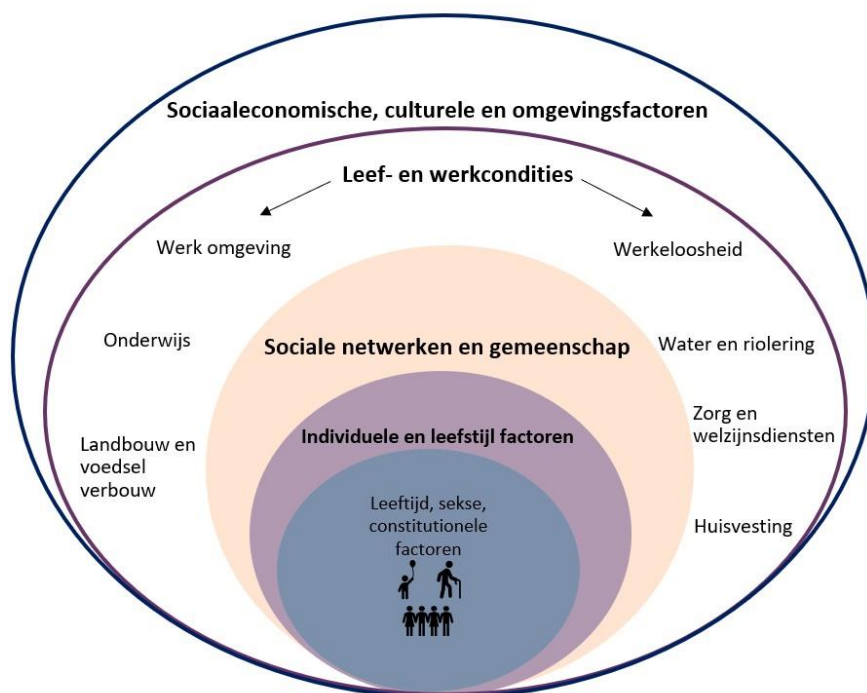 Sociaaleconomische, culturele en omgevingsfactoren
Leef- en werkcondities
Werk omgeving
Werkeloosheid
Onderwijs
Sociale netwerken en gemeenschap
Water en riolering
Landbouw en
voedsel
verbouw
Individuele en leefstijl factoren
Zorg en
welzijnsdiensten
Leeftijd, sekse,
constitutionele
factoren
Huisvesting